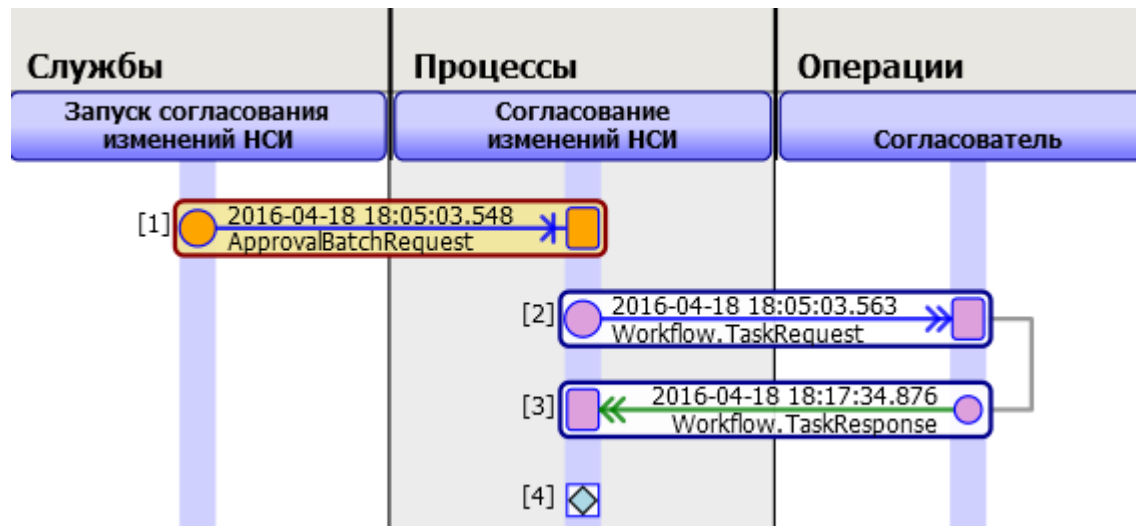 Службы
Процессы
Операции
Запуск согласования
изменений НСИ
Согласование
изменений НСИ
Согласователь
[1]
2016-04-18 18:05:03.548
ApprovalBatchRequest
[2]
2016-04-18 18:05:03.563
Workflow.TaskRequest
[3]
2016-04-18 18:17:34.876
Workflow.TaskResponse
[4]